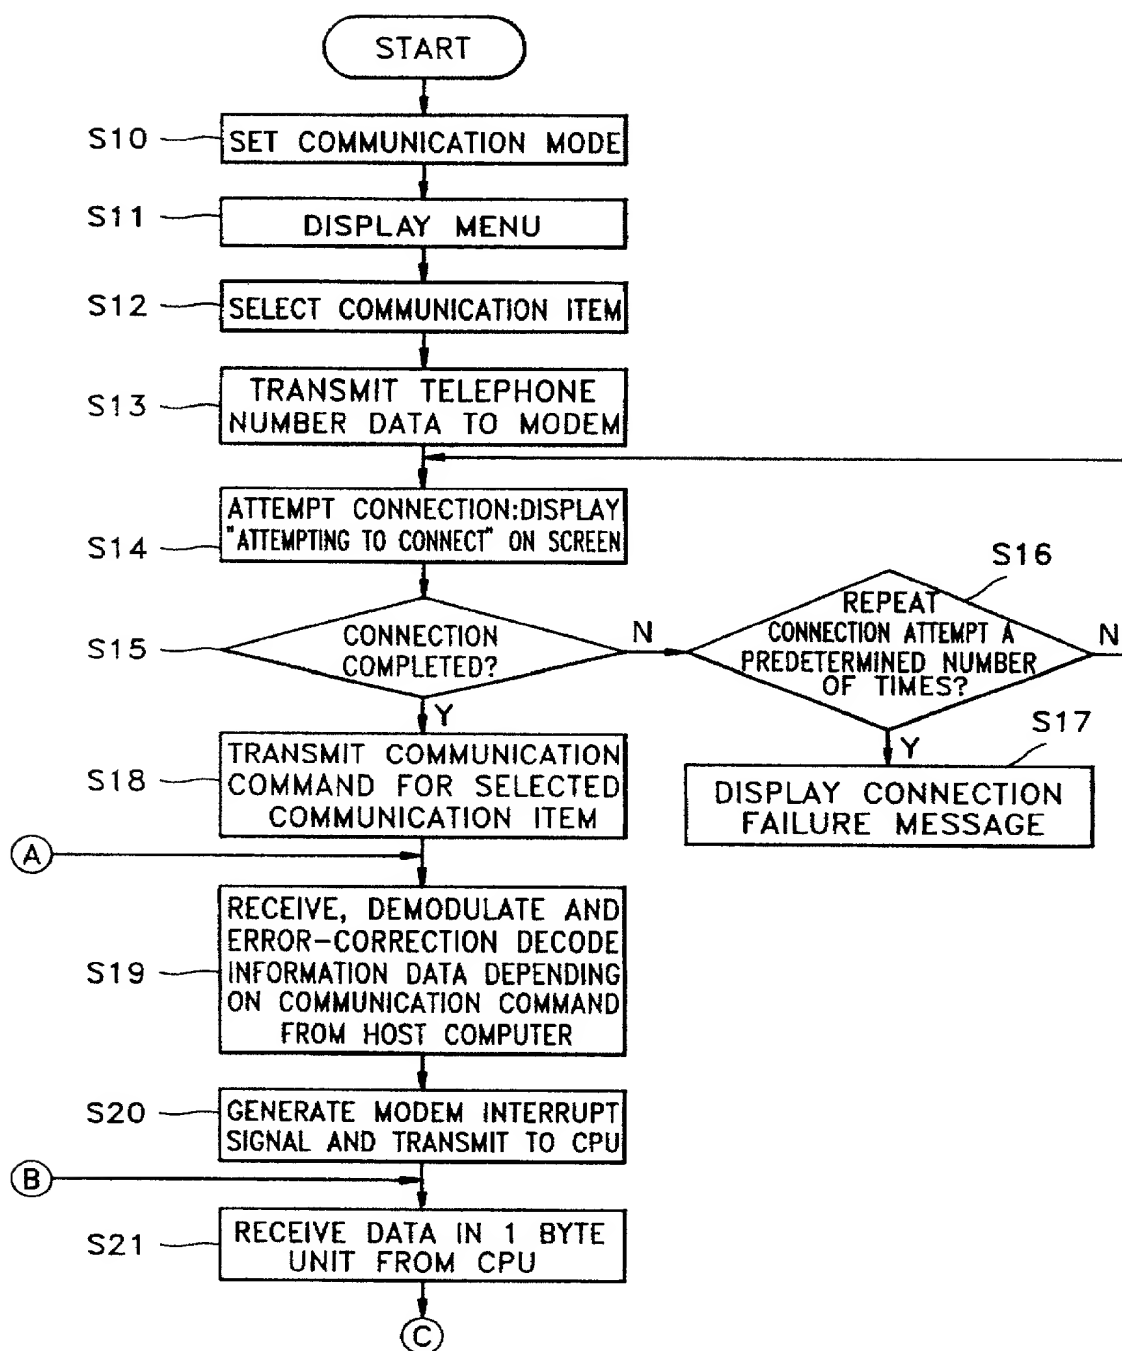 START
S10
SET COMMUNICATION MODE
S11
DISPLAY MENU
S12
SELECT COMMUNICATION ITEM
S13
TRANSMIT TELEPHONE
NUMBER DATA TO MODEM
S14
ATTEMPT CONNECTION:DISPLAY
"ATTEMPTING TO CONNECT" ON SCREEN
S15
CONNECTION
COMPLETED?
N
Y
S16
REPEAT
CONNECTION ATTEMPT A
PREDETERMINED NUMBER
OF TIMES?
N
Y
S17
DISPLAY CONNECTION
FAILURE MESSAGE
S18
TRANSMIT COMMUNICATION
COMMAND FOR SELECTED
COMMUNICATION ITEM
A
S19
RECEIVE, DEMODULATE AND
ERROR-CORRECTION DECODE
INFORMATION DATA DEPENDING
ON COMMUNICATION COMMAND
FROM HOST COMPUTER
S20
GENERATE MODEM INTERRUPT
SIGNAL AND TRANSMIT TO CPU
B
S21
RECEIVE DATA IN 1 BYTE
UNIT FROM CPU
C